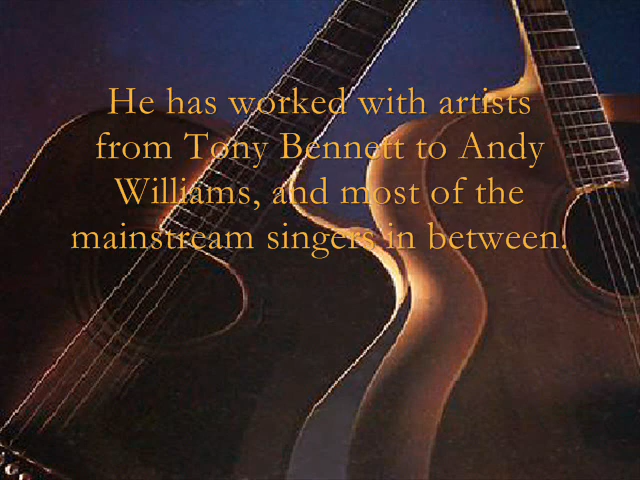 He has worked with artists
from Tony Bennett to Andy
Williams, and most of the
mainstream singers in between.